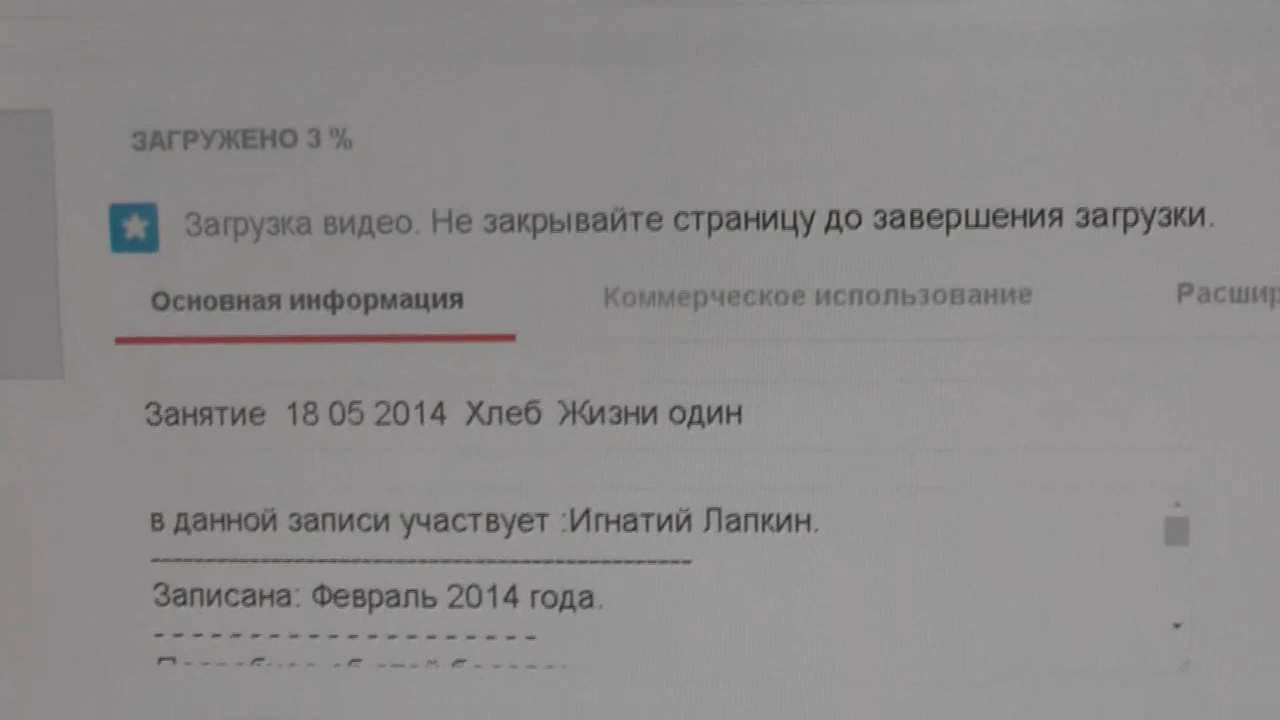 ЗАГРУЖЕНО 3 %
Загрузка видео. Не закрывайте страницу до завершения загрузки.
Основная информация Коммерческое использование Расшир
Занятие 18 05 2014 Хлеб Жизни один
в данной записи участвует :Игнатий Лапкин.
Записана: Февраль 2014 года.